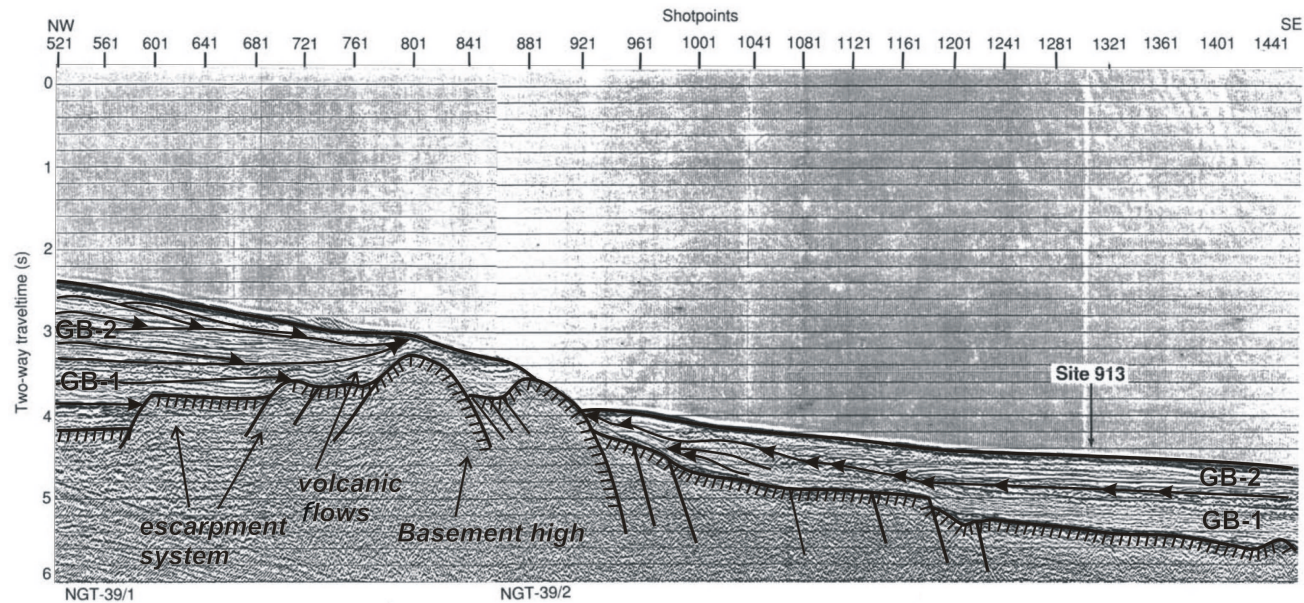 Shotpoints
NW SE
521 561 601 641 681 721 761 801 841 881 921 961 1001 1041 1081 1121 1161 1201 1241 1281 1321 1361 1401 1441
0
1
2
3
4
5
6
Two-way traveltime (s)
GB-2
GB-1
Site 913
GB-2
GB-1
volcanic
flows
escarpment
system
Basement high
NGT-39/1 NGT-39/2